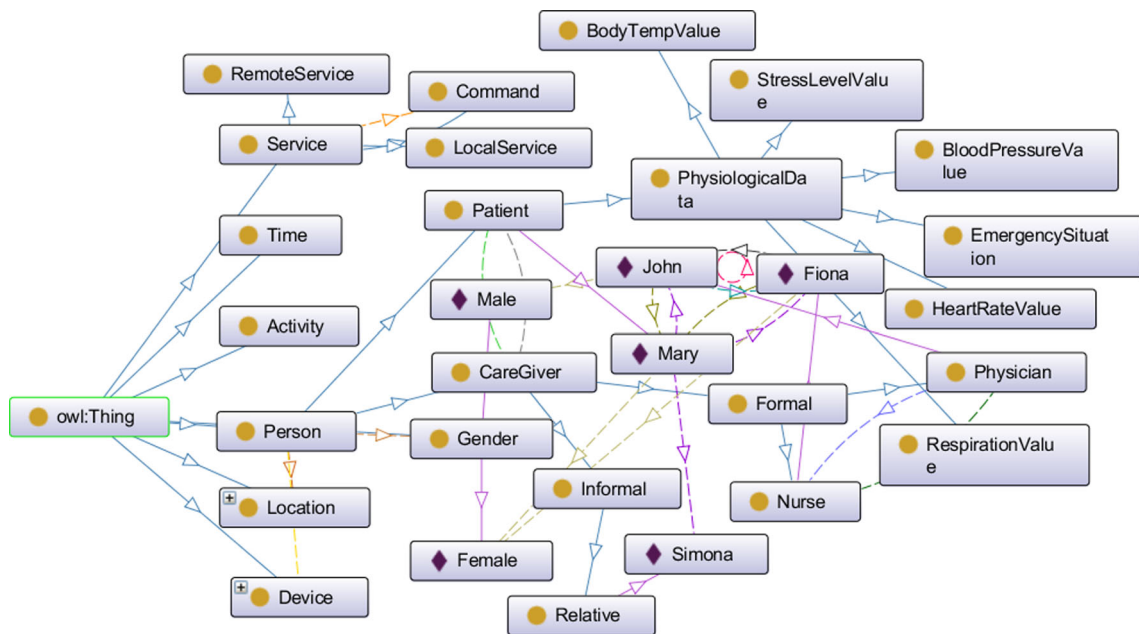 BodyTempValue
RemoteService
StressLevelValu
e
Command
Service
LocalService
BloodPressureVa
lue
PhysiologicalDa
ta
Patient
Time
EmergencySituat
ion
John
Fiona
Male
HeartRateValue
Activity
Mary
CareGiver
Physician
Formal
owl:Thing
Person
Gender
RespirationValu
e
Informal
Nurse
Location
Female
Simona
Device
Relative